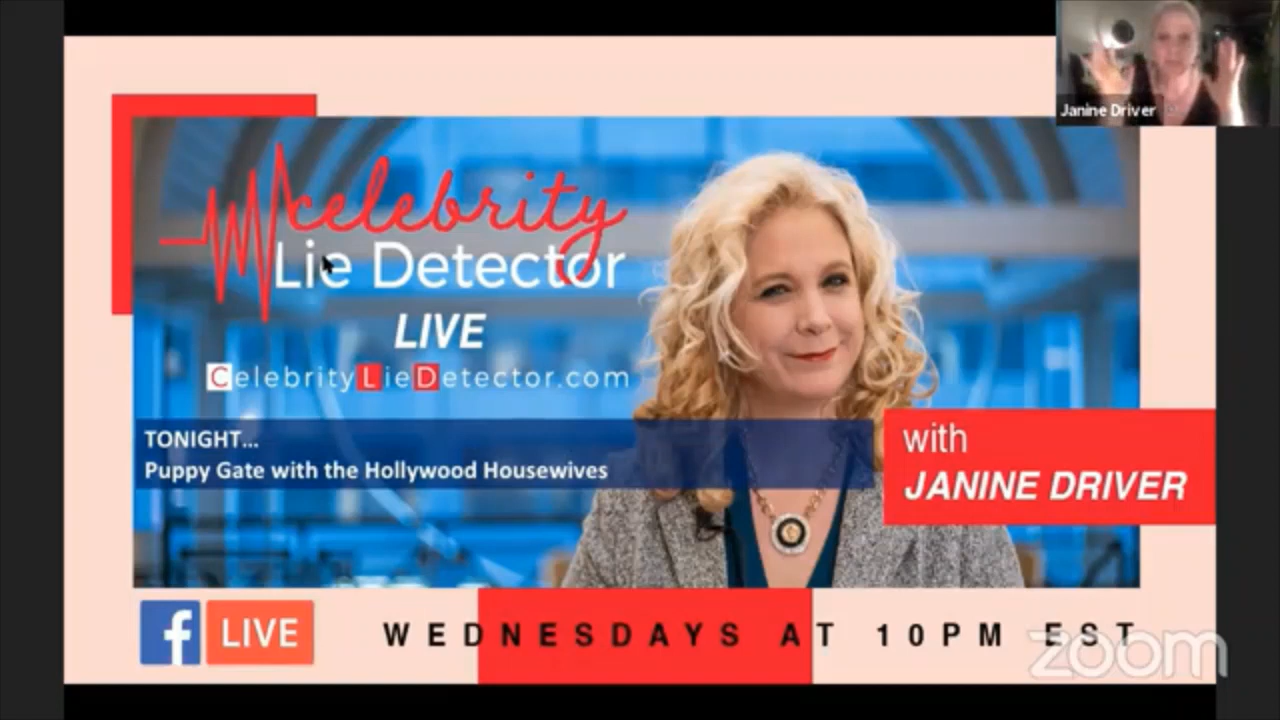 Janine Driver
celebrity
Lie Detector
LIVE
CelebrityLieDetector.com
TONIGHT...
Puppy Gate with the Hollywood Housewives
with
JANINE DRIVER
f LIVE
WEDNESDAYS AT 10PM EST
zoom